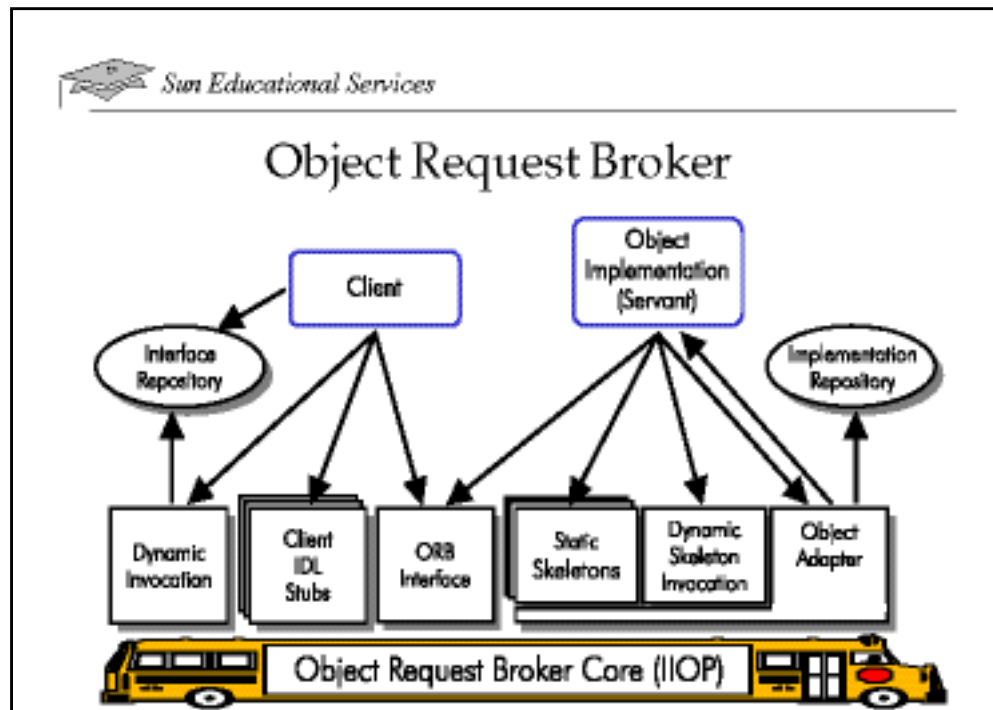 Sun Educational Services
Object Request Broker
Client
Object
Implementation
(Servant)
Interface
Repository
Implementation
Repository
Dynamic
Invocation
Client
IDL
Stubs
ORB
Interface
Static
Skeletons
Dynamic
Skeleton
Invocation
Object
Adapter
Object Request Broker Core (IIOP)